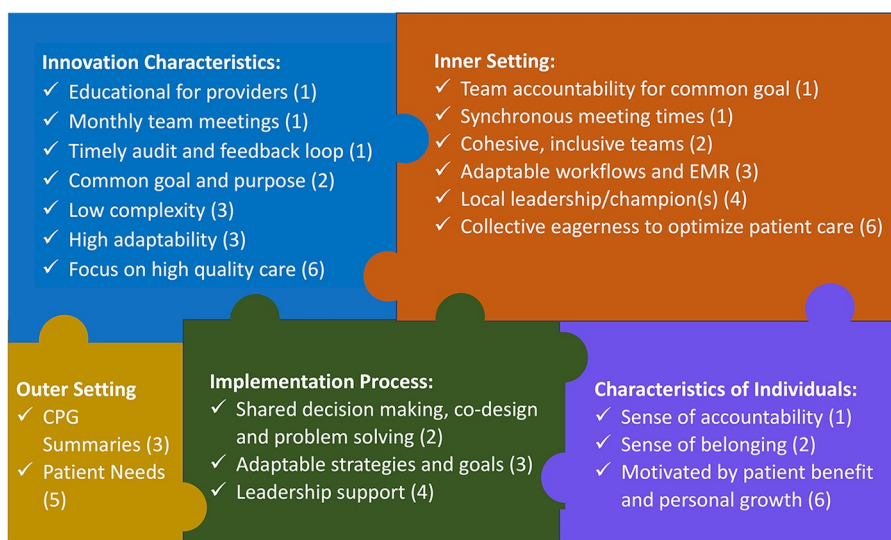 Innovation Characteristics:
✓ Educational for providers (1)
✓ Monthly team meetings (1)
✓ Timely audit and feedback loop (1)
✓ Common goal and purpose (2)
✓ Low complexity (3)
✓ High adaptability (3)
✓ Focus on high quality care (6)
Inner Setting:
✓ Team accountability for common goal (1)
✓ Synchronous meeting times (1)
✓ Cohesive, inclusive teams (2)
✓ Adaptable workflows and EMR (3)
✓ Local leadership/champion(s) (4)
✓ Collective eagerness to optimize patient care (6)
Outer Setting
✓ CPG
Summaries (3)
✓ Patient Needs
(5)
Implementation Process:
✓ Shared decision making, co-design
and problem solving (2)
✓ Adaptable strategies and goals (3)
✓ Leadership support (4)
Characteristics of Individuals:
✓ Sense of accountability (1)
✓ Sense of belonging (2)
✓ Motivated by patient benefit
and personal growth (6)